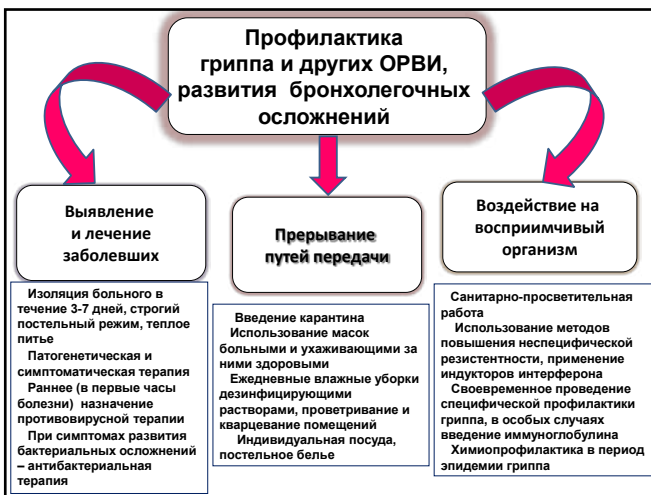 Профилактика
гриппа и других ОРВИ,
развития бронхолегочных
осложнений
Выявление
и лечение
заболевших
Изоляция больного в
течение 3-7 дней, строгий
постельный режим, теплое
питье
Патогенетическая и
симптоматическая терапия
Раннее (в первые часы
болезни) назначение
противовирусной терапии
При симптомах развития
бактериальных осложнений
– антибактериальная
терапия
Прерывание
путей передачи
Введение карантина
Использование масок
больными и ухаживающими за
ними здоровыми
Ежедневные влажные уборки
дезинфицирующими
растворами, проветривание и
кварцевание помещений
Индивидуальная посуда,
постельное белье
Воздействие на
восприимчивый
организм
Санитарно-просветительная
работа
Использование методов
повышения неспецифической
резистентности, применение
индукторов интерферона
Своевременное проведение
специфической профилактики
гриппа, в особых случаях
введение иммуноглобулина
Химиопрофилактика в период
эпидемии гриппа